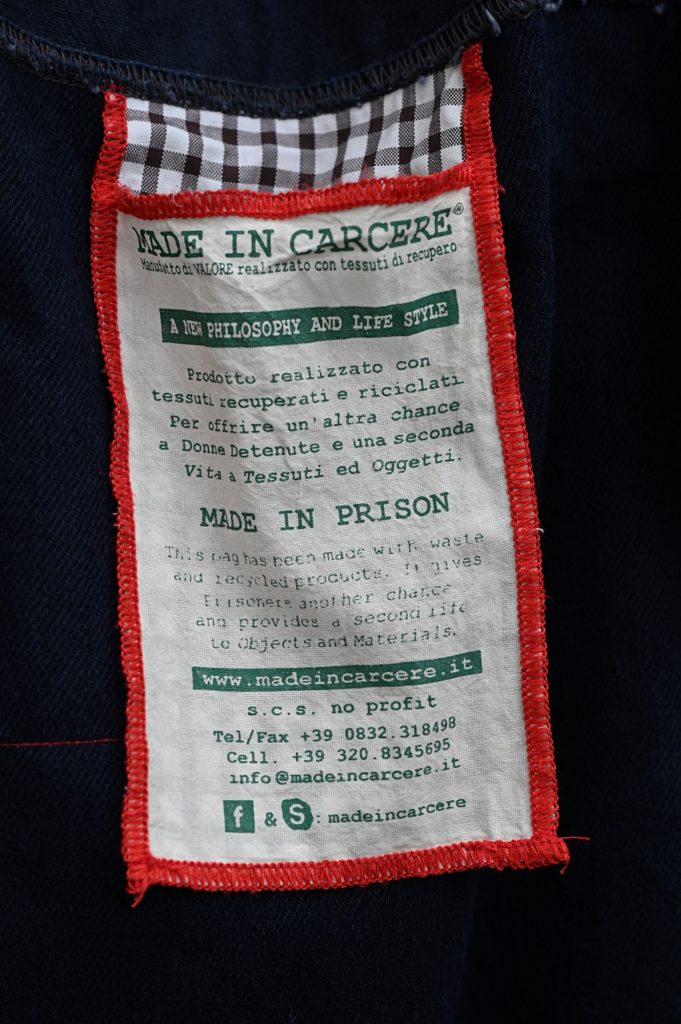 MADE IN CARCERE®
Manufatto di VALORE realizzato con tessuti di recupero
A NEW PHILOSOPHY AND LIFE STYLE
Prodotto realizzato con
tessuti recuperati e riciclati
Per offrire un'altra chance
a Donne Detenute e una seconda
Vita a Tessuti ed Oggetti.
MADE IN PRISON
This bag has been made with waste
and recycled products. It gives
Prisoners another chance
and provides a second life
to Objects and Materials.
www.madeincarcere.it
s.c.s. no profit
Tel/Fax +39 0832.318498
Cell. +39 320.8345695
info@madeincarcere.it
f & S: madeincarcere